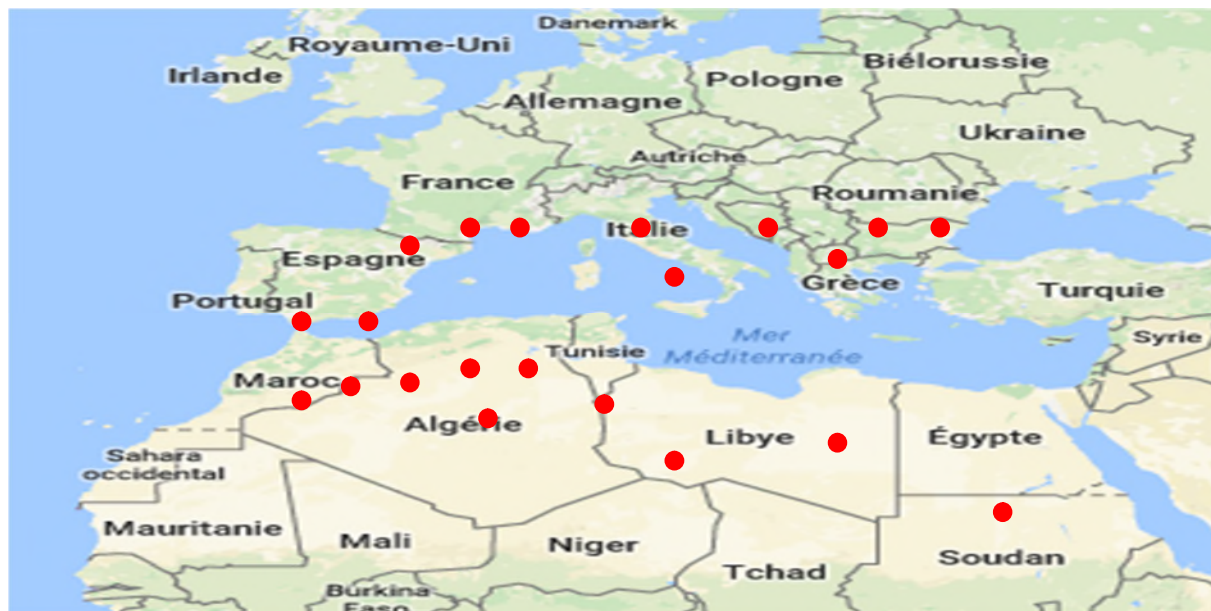 Danemark
Royaume-Uni
Irlande
Biélorussie
Pologne
Allemagne
Ukraine
Autriche
France
Roumanie
Italie
Espagne
Grèce
Turquie
Portugal
Mer
Méditerranée
Syrie
Tunisie
Maroc
Algérie
Libye
Égypte
Sahara
occidental
Mauritanie
Mali
Niger
Soudan
Tchad
Burkina
Faso